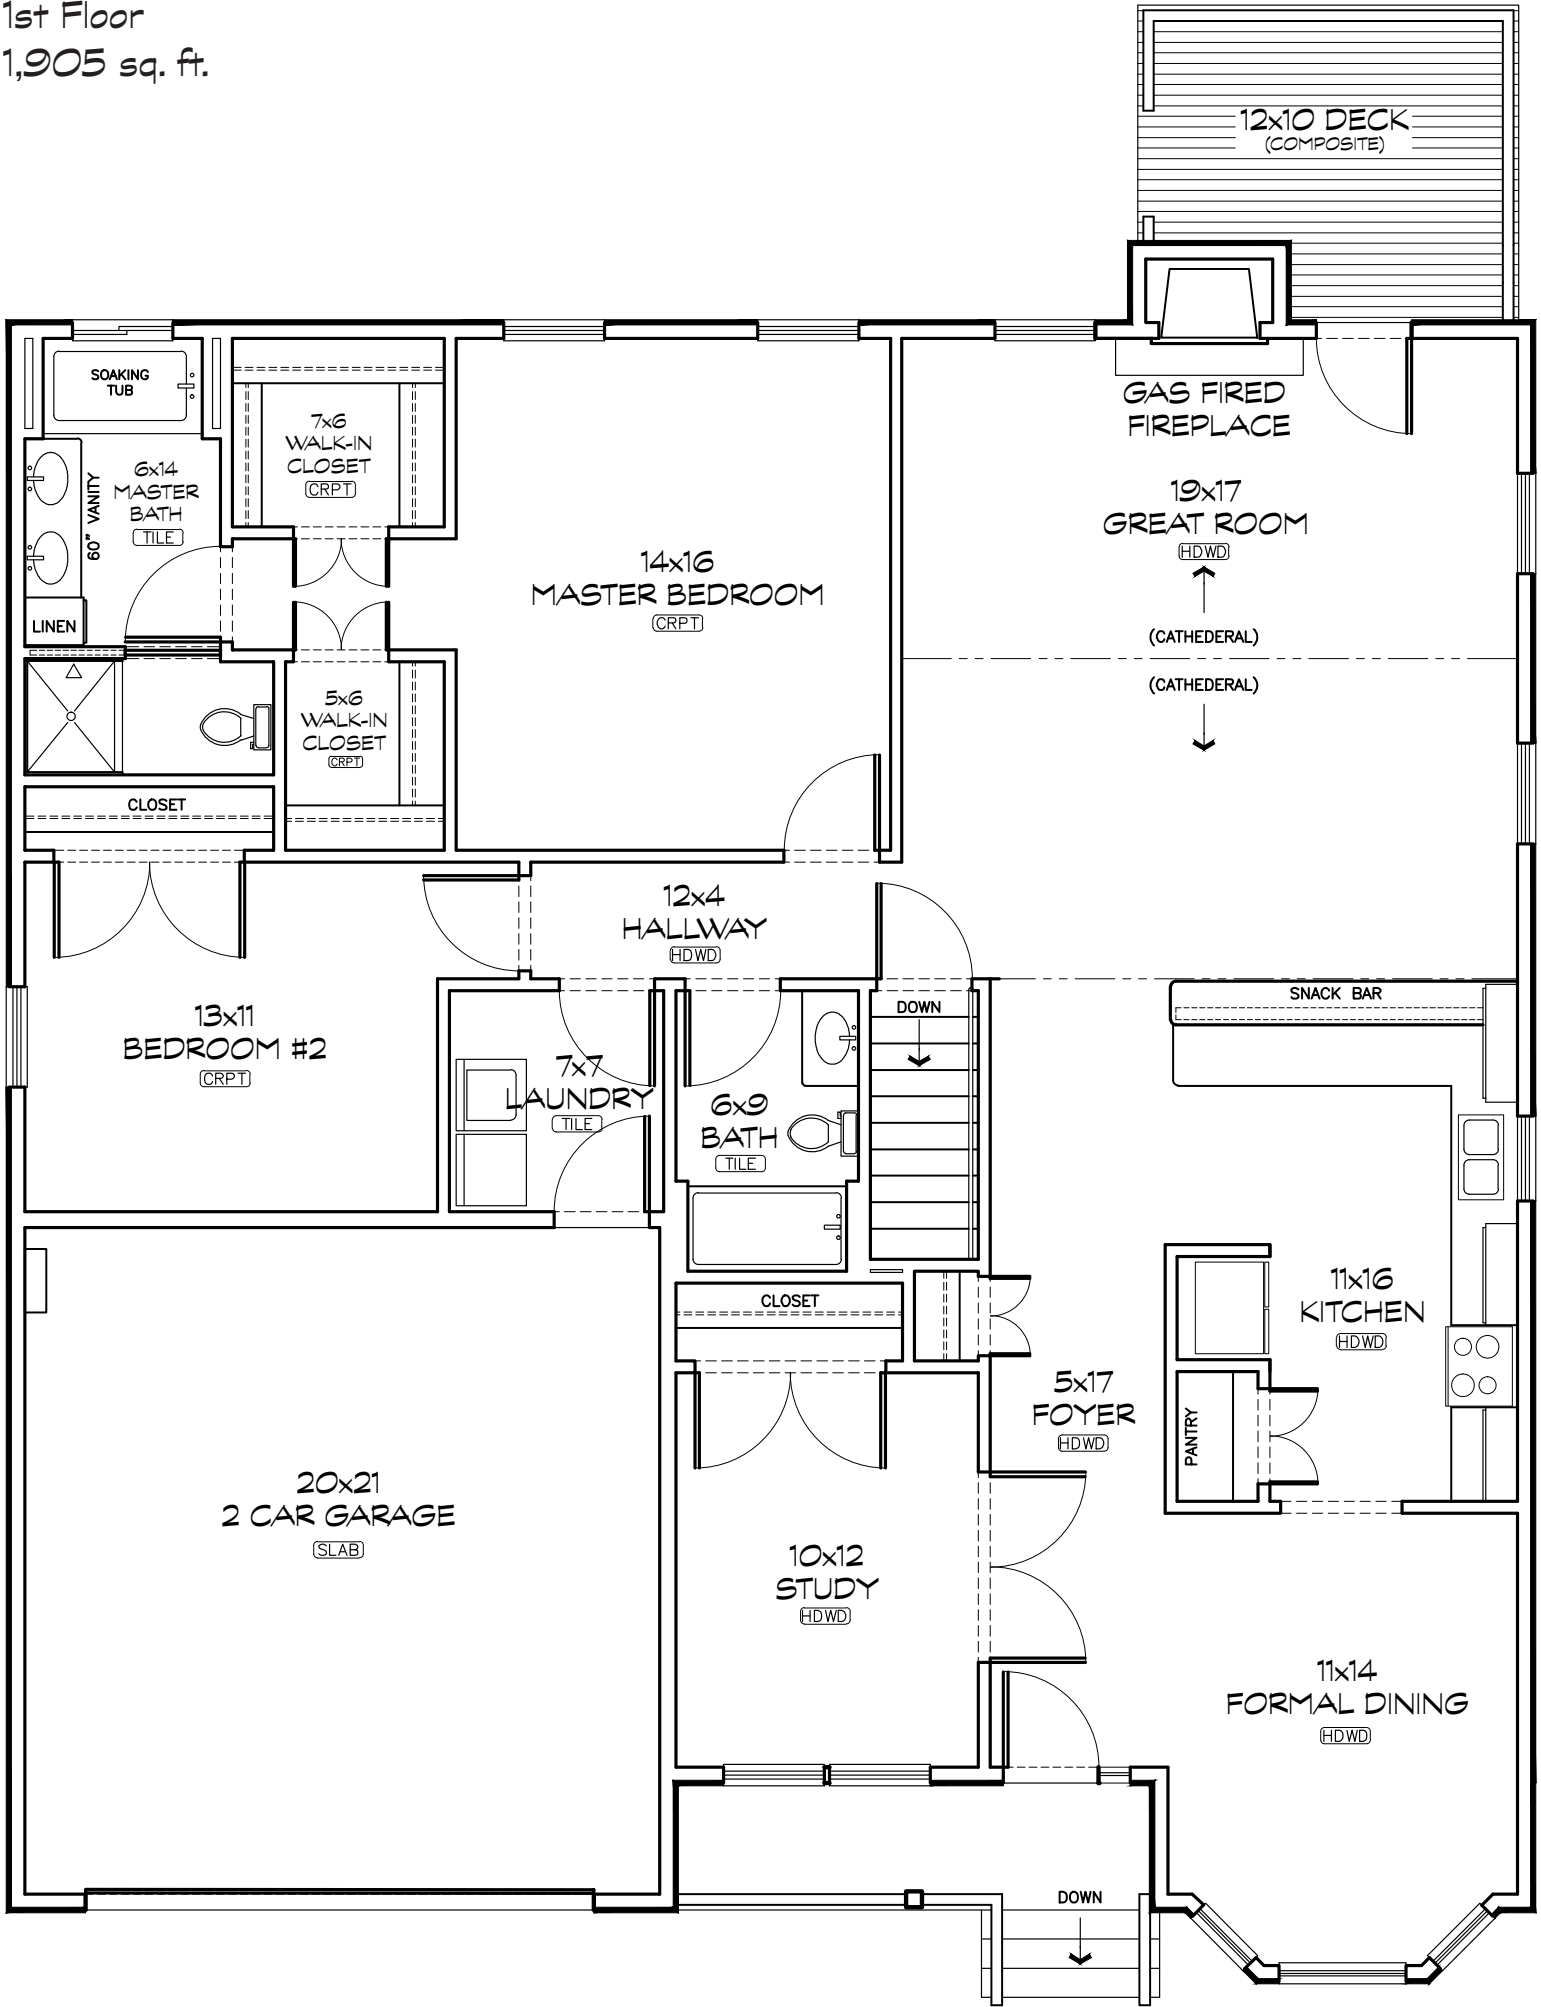 1st Floor
1,905 sq. ft.
12x10 DECK
(COMPOSITE)
SOAKING
TUB
7x6
WALK-IN
CLOSET
CRPT
GAS FIRED
FIREPLACE
6x14
MASTER
BATH
TILE
60" VANITY
LINEN
14x16
MASTER BEDROOM
CRPT
19x17
GREAT ROOM
HDWD
(CATHEDERAL)
(CATHEDERAL)
5x6
WALK-IN
CLOSET
CRPT
CLOSET
12x4
HALLWAY
HDWD
13x11
BEDROOM #2
CRPT
7x7
LAUNDRY
TILE
6x9
BATH
TILE
DOWN
SNACK BAR
CLOSET
11x16
KITCHEN
HDWD
5x17
FOYER
HDWD
PANTRY
20x21
2 CAR GARAGE
SLAB
10x12
STUDY
HDWD
11x14
FORMAL DINING
HDWD
DOWN